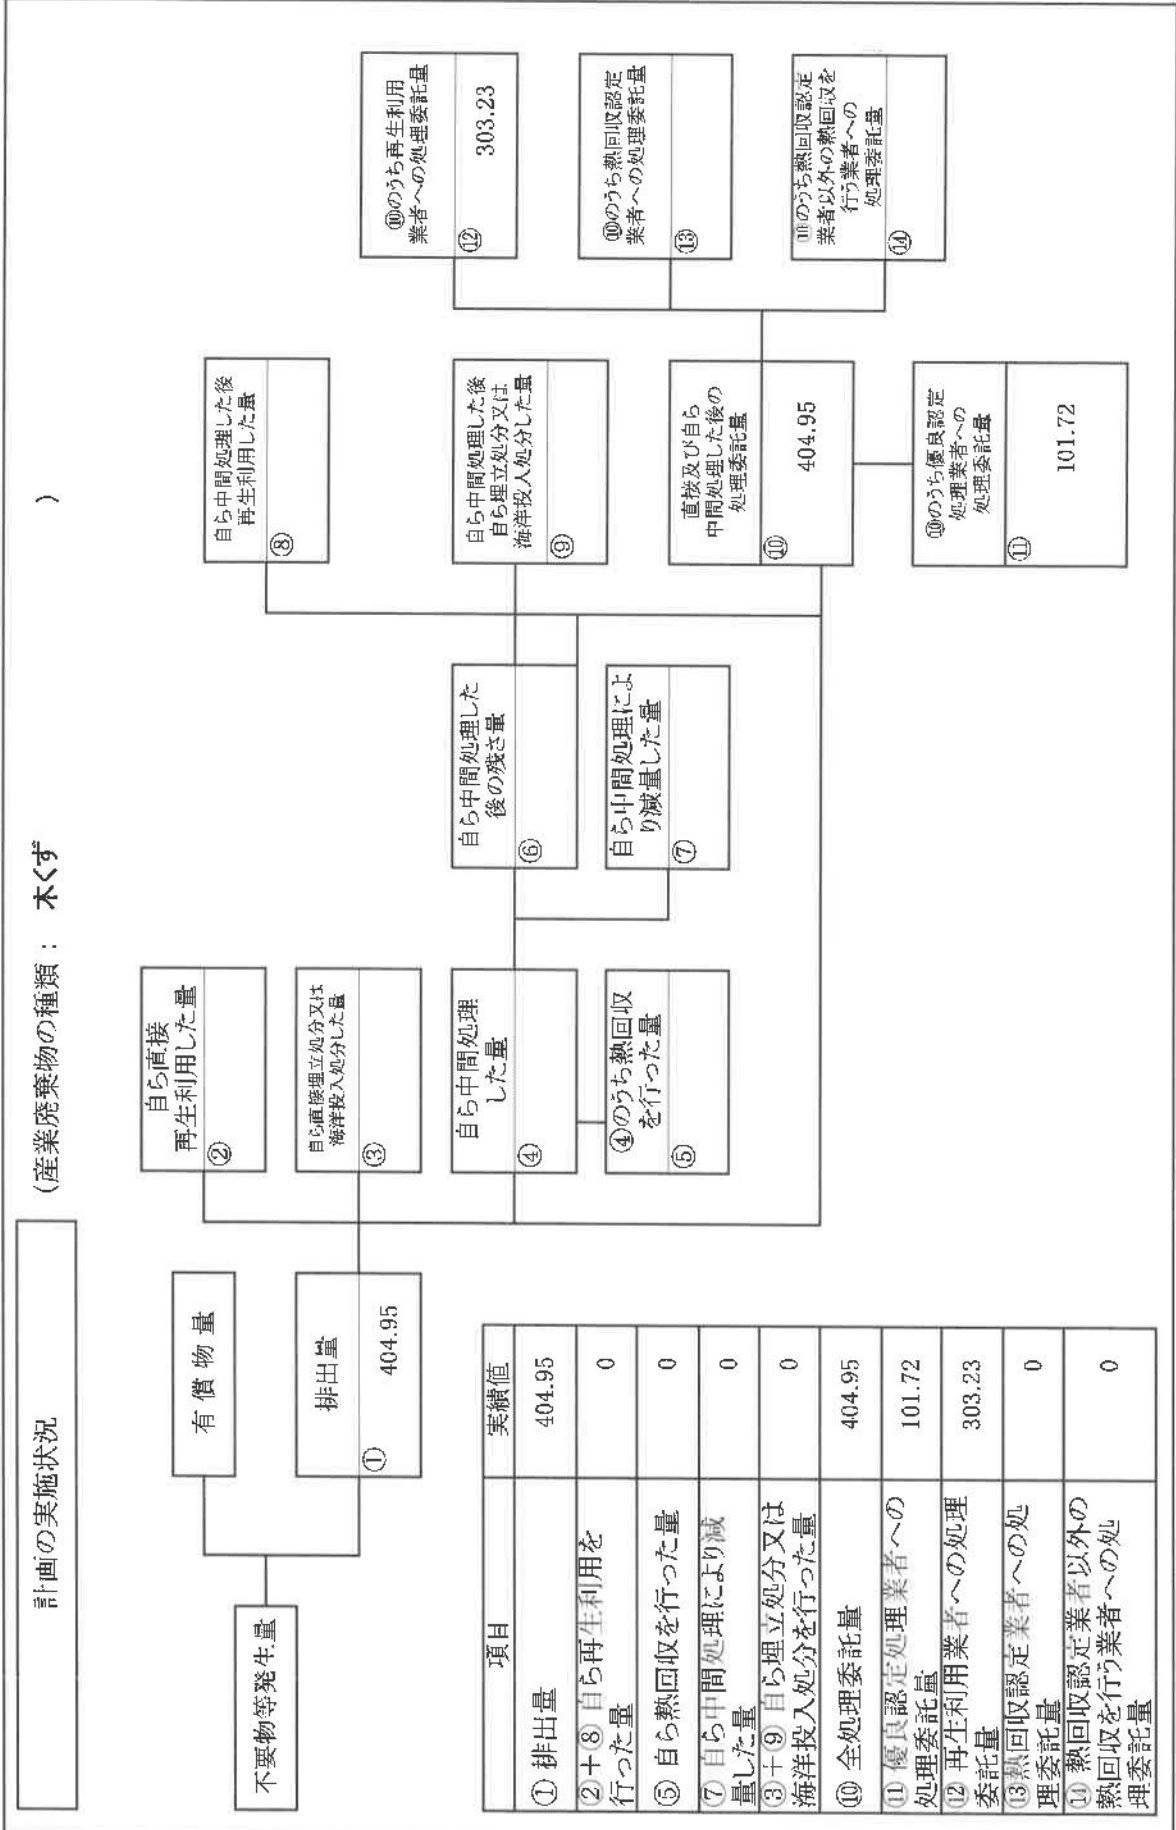 計画の実施状況
(産業廃棄物の種類: 木くず )
不要物等発生量
有償物量
排出量
①
404.95
自ら直接
再生利用した量
②
自ら直接埋立処分又は
海洋投入処分した量
③
自ら中間処理
した量
④
④のうち熱回収
を行った量
⑤
自ら中間処理した
後の残さ量
⑥
自ら中間処理によ
り減量した量
⑦
自ら中間処理した後
再生利用した量
⑧
自ら中間処理した後
自ら埋立処分又は
海洋投入処分した量
⑨
直接及び自ら
中間処理した後の
処理委託量
⑩
404.95
⑩のうち優良認定
処理業者への
処理委託量
⑪
101.72
⑩のうち再生利用
業者への処理委託量
⑫
303.23
⑩のうち熱回収認定
業者への処理委託量
⑬
⑩のうち熱回収認定
業者以外の熱回収を
行う業者への
処理委託量
⑭
項目 実績値
① 排出量 404.95
②+⑧ 自ら再生利用を
行った量 0
⑤ 自ら熱回収を行った量 0
⑦ 自ら中間処理により減
量した量 0
③+⑨ 自ら埋立処分又は
海洋投入処分を行った量 0
⑩ 全処理委託量 404.95
⑪ 優良認定処理業者への
処理委託量 101.72
⑫ 再生利用業者への処理
委託量 303.23
⑬ 熱回収認定業者への処
理委託量 0
⑭ 熱回収認定業者以外の
熱回収を行う業者への処
理委託量 0